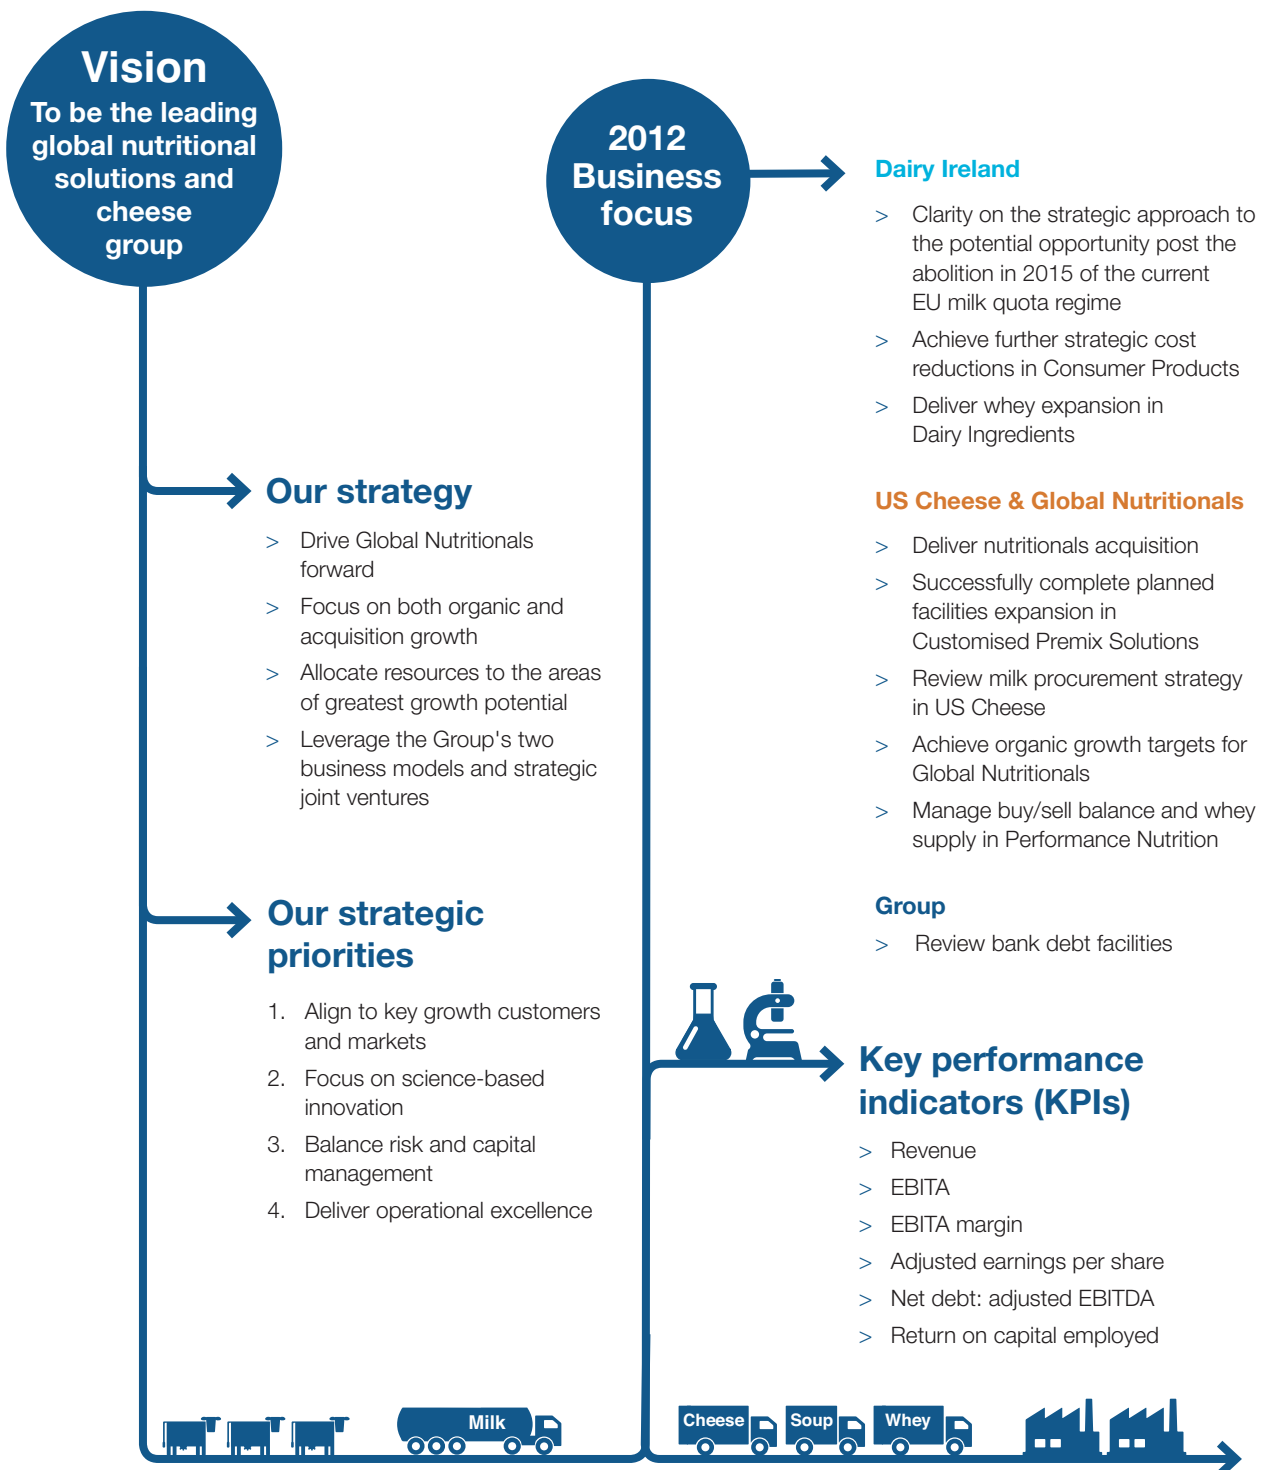 Vision
To be the leading
global nutritional
solutions and
cheese
group
Our strategy
> Drive Global Nutritionals
forward
> Focus on both organic and
acquisition growth
> Allocate resources to the areas
of greatest growth potential
> Leverage the Group's two
business models and strategic
joint ventures
Our strategic
priorities
1. Align to key growth customers
and markets
2. Focus on science-based
innovation
3. Balance risk and capital
management
4. Deliver operational excellence
2012
Business
focus
Dairy Ireland
> Clarity on the strategic approach to
the potential opportunity post the
abolition in 2015 of the current
EU milk quota regime
> Achieve further strategic cost
reductions in Consumer Products
> Deliver whey expansion in
Dairy Ingredients
US Cheese & Global Nutritionals
> Deliver nutritionals acquisition
> Successfully complete planned
facilities expansion in
Customised Premix Solutions
> Review milk procurement strategy
in US Cheese
> Achieve organic growth targets for
Global Nutritionals
> Manage buy/sell balance and whey
supply in Performance Nutrition
Group
> Review bank debt facilities
Key performance
indicators (KPIs)
> Revenue
> EBITA
> EBITA margin
> Adjusted earnings per share
> Net debt: adjusted EBITDA
> Return on capital employed
Milk
Cheese
Soup
Whey